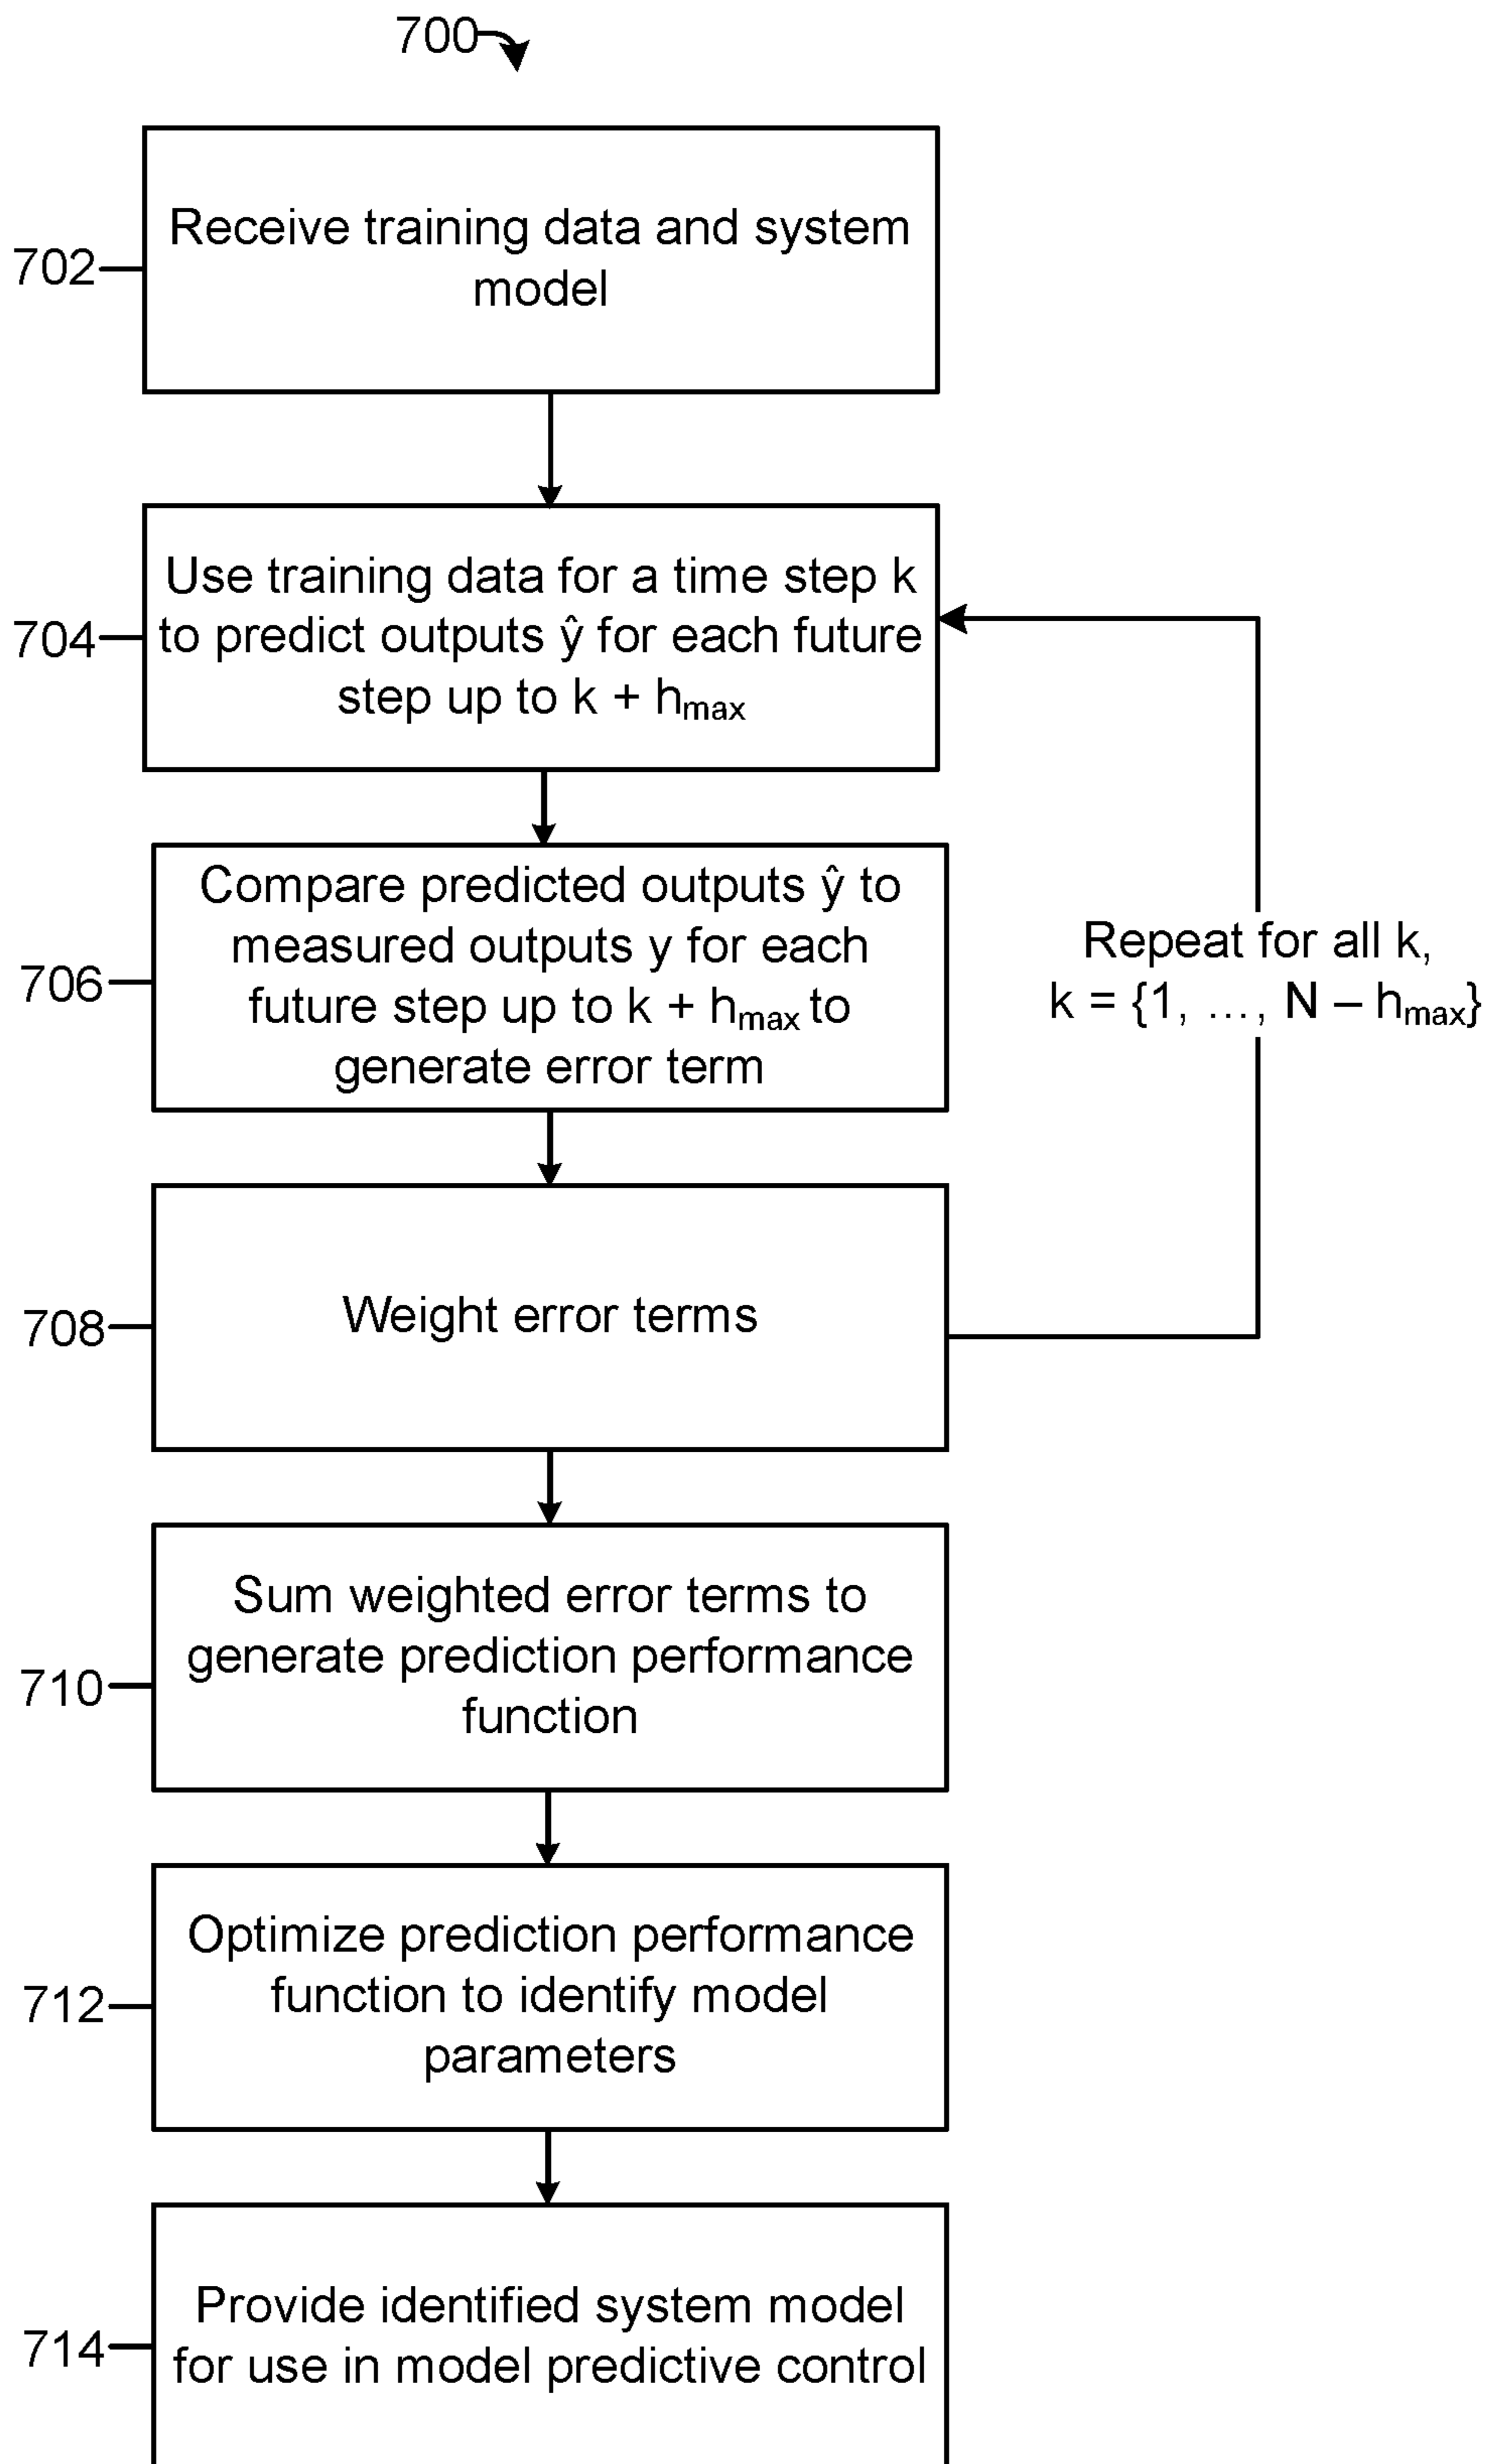 700
702
Receive training data and system
model
704
Use training data for a time step k
to predict outputs ŷ for each future
step up to k + hmax
706
Compare predicted outputs ŷ to
measured outputs y for each
future step up to k + hmax to
generate error term
Repeat for all k,
k = {1, ..., N – hmax}
708
Weight error terms
710
Sum weighted error terms to
generate prediction performance
function
712
Optimize prediction performance
function to identify model
parameters
714
Provide identified system model
for use in model predictive control